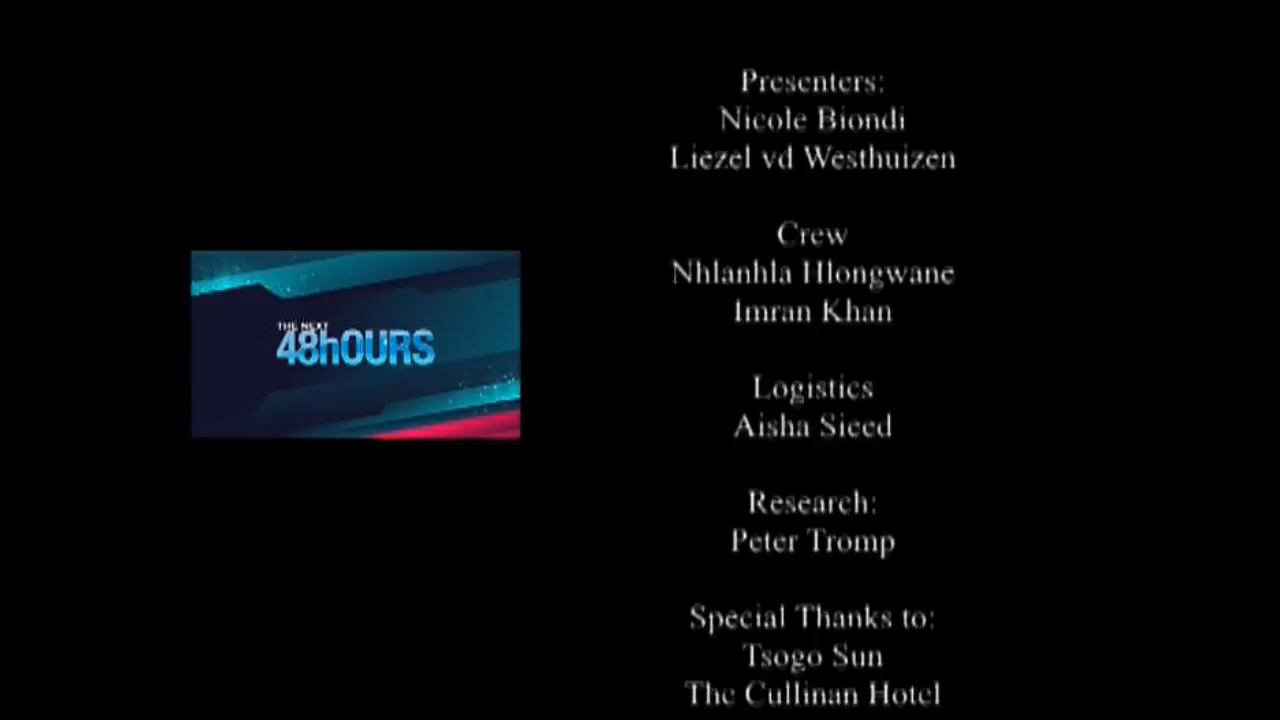 Presenters:
Nicole Biondi
Liezel vd Westhuizen
Crew
Nhlanhla Hlongwane
Imran Khan
Logistics
Aisha Sieed
Research:
Peter Tromp
Special Thanks to:
Tsogo Sun
The Cullinan Hotel
THE NEXT
48hOURS